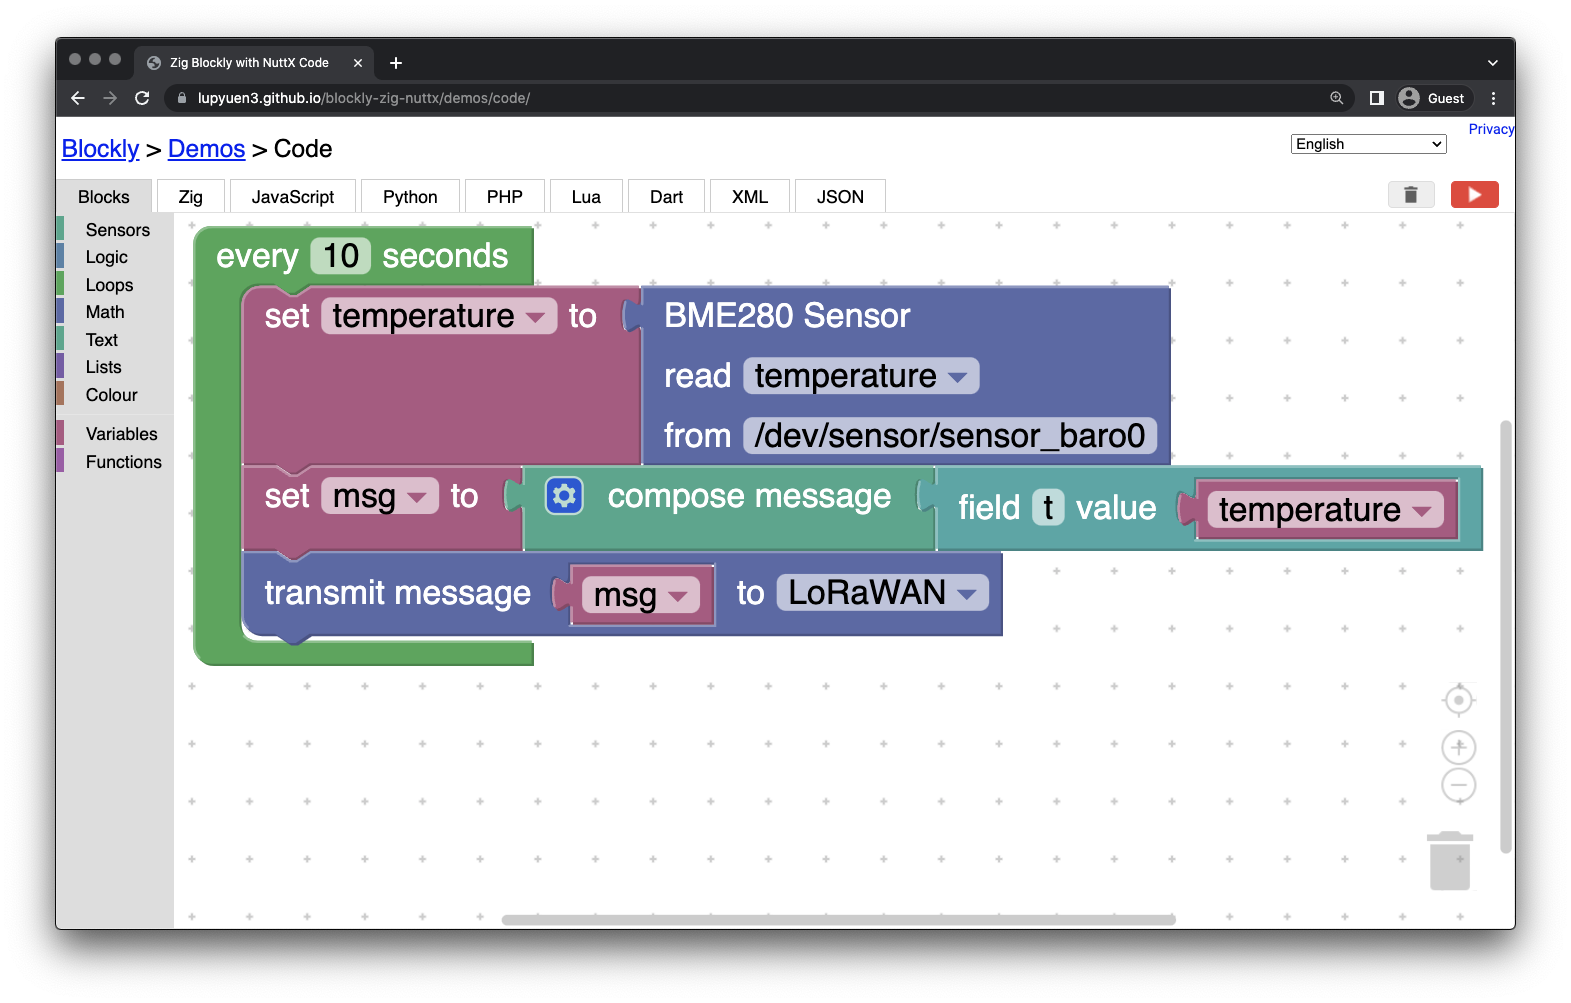 Zig Blockly with NuttX Code
lupyuen3.github.io/blockly-zig-nuttx/demos/code/
Guest
Privacy
Blockly > Demos > Code
English
Blocks Zig JavaScript Python PHP Lua Dart XML JSON
Sensors
Logic
Loops
Math
Text
Lists
Colour
Variables
Functions
every 10 seconds
set temperature to BME280 Sensor
read temperature
from /dev/sensor/sensor_baro0
set msg to compose message field t value temperature
transmit message msg to LoRaWAN